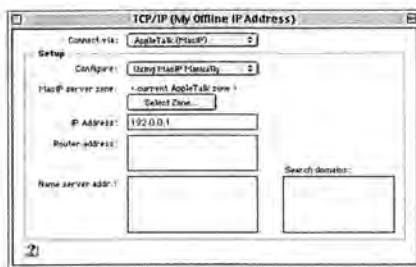 TCP/IP (My Offline IP Address)
Connect via: AppleTalk (MacIP)
Setup
Configure: Using MacIP Manually
MacIP server zone: < current AppleTalk zone >
Select Zone...
IP Address: 192.0.0.1
Router address:
Name server addr.:
Search domains: